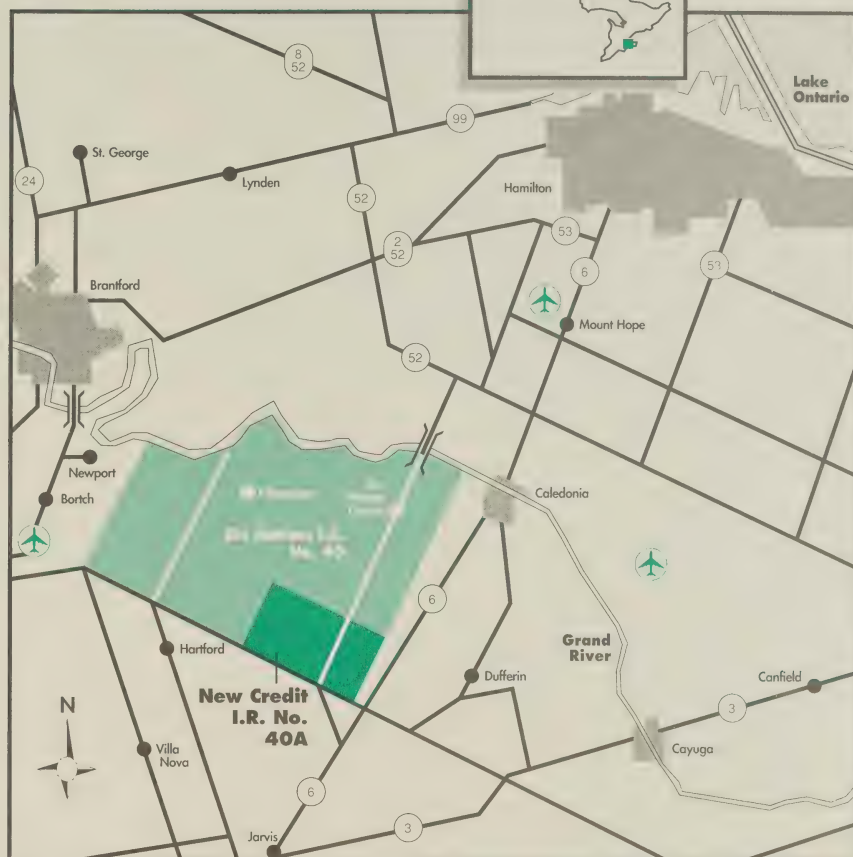 8
52
Lake
Ontario
99
St. George
24
Lynden
52
Hamilton
2
52
53
6
53
Brantford
Mount Hope
52
Newport
Bortch
Caledonia
No. 40
6
Hartford
Grand
River
Dufferin
Canfield
New Credit
I.R. No.
40A
3
N
Villa
Nova
Cayuga
6
3
Jarvis